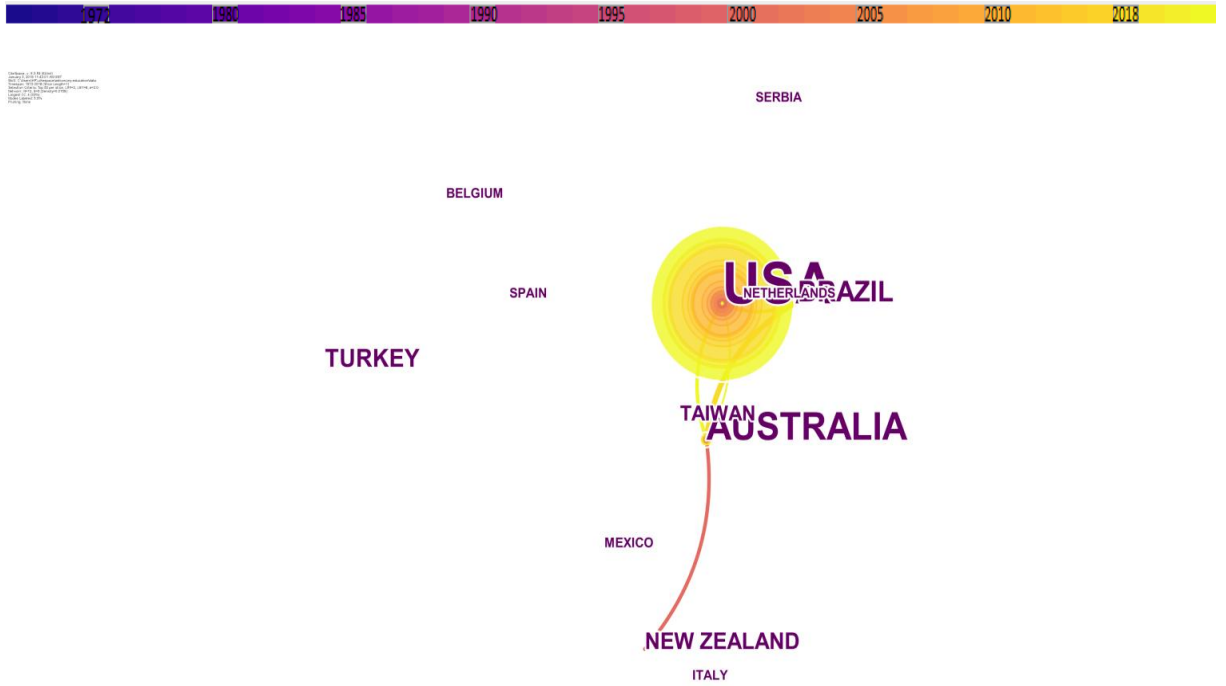 1971 1980 1985 1990 1995 2000 2005 2010 2018
SERBIA
BELGIUM
USA
SPAIN
NETHERLANDS
BRAZIL
TURKEY
TAIWAN
AUSTRALIA
MEXICO
NEW ZEALAND
ITALY